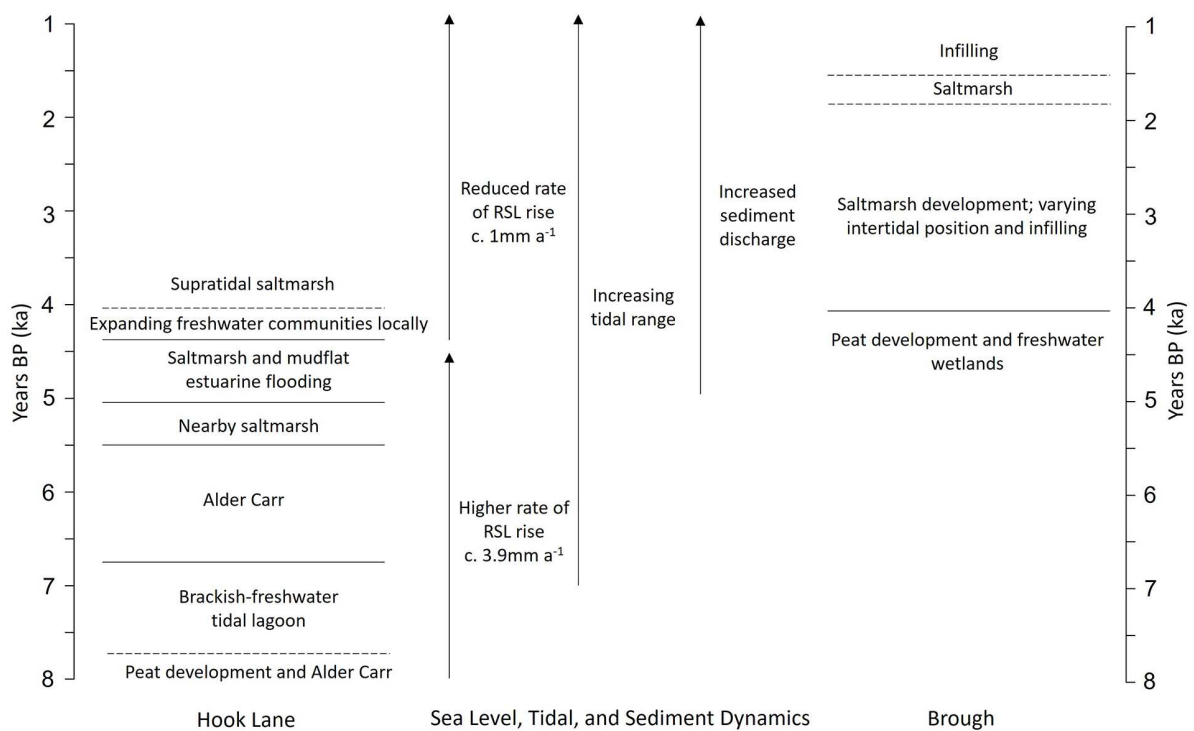 Years BP (ka)
1
2
3
4
5
6
7
8
Supratidal saltmarsh
Expanding freshwater communities locally
Saltmarsh and mudflat
estuarine flooding
Nearby saltmarsh
Alder Carr
Brackish-freshwater
tidal lagoon
Peat development and Alder Carr
Hook Lane
Reduced rate
of RSL rise
c. 1mm a⁻¹
Higher rate of
RSL rise
c. 3.9mm a⁻¹
Increasing
tidal range
Increased
sediment
discharge
Sea Level, Tidal, and Sediment Dynamics
Infilling
Saltmarsh
Saltmarsh development; varying
intertidal position and infilling
Peat development and freshwater
wetlands
Brough
1
2
3
4
5
6
7
8
Years BP (ka)